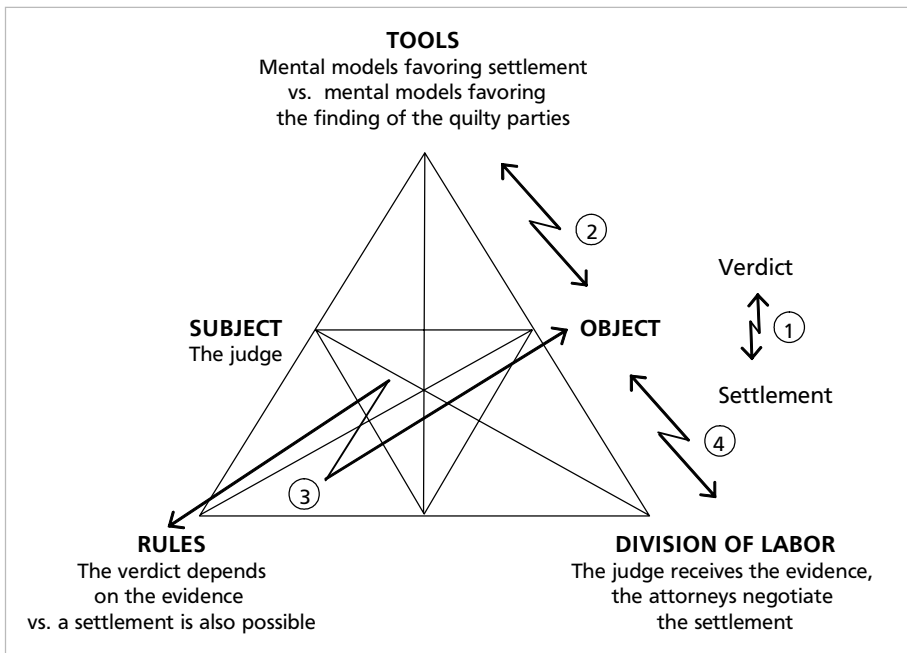 TOOLS
Mental models favoring settlement
vs. mental models favoring
the finding of the quilty parties
2
Verdict
SUBJECT
The judge
OBJECT
1
Settlement
4
3
RULES
The verdict depends
on the evidence
vs. a settlement is also possible
DIVISION OF LABOR
The judge receives the evidence,
the attorneys negotiate
the settlement